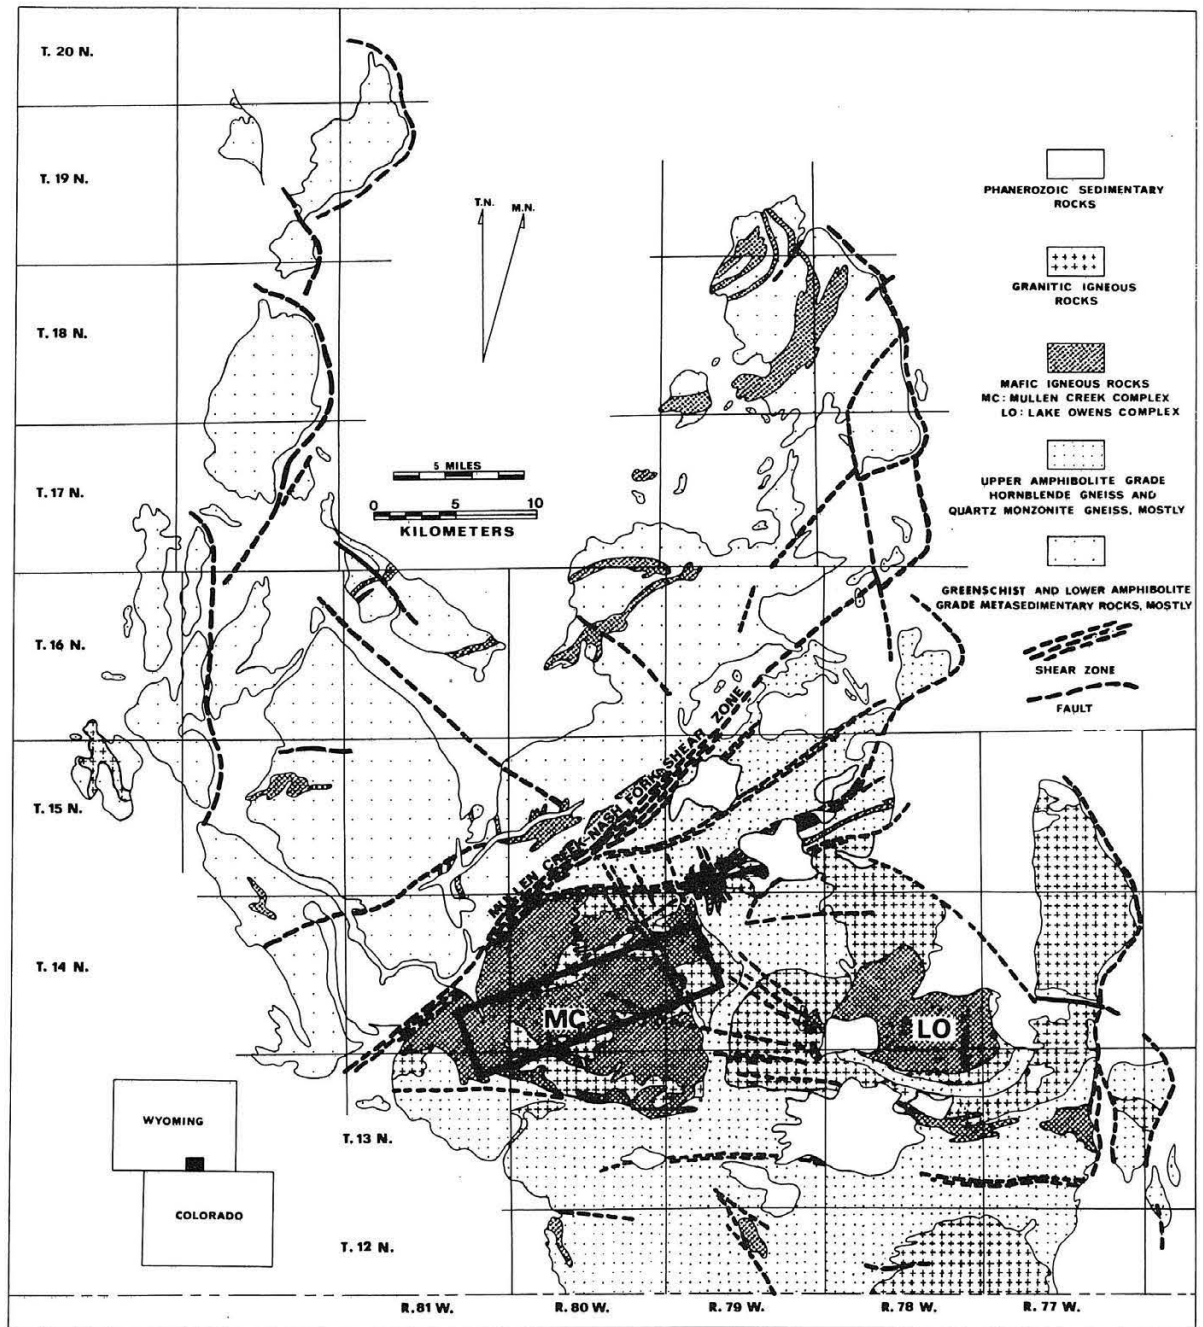 T. 20 N.
T. 19 N.
T. 18 N.
T. 17 N.
T. 16 N.
T. 15 N.
T. 14 N.
T. 13 N.
T. 12 N.
T.N.
M.N.
5 MILES
0 5 10
KILOMETERS
PHANEROZOIC SEDIMENTARY
ROCKS
GRANITIC IGNEOUS
ROCKS
MAFIC IGNEOUS ROCKS
MC: MULLEN CREEK COMPLEX
LO: LAKE OWENS COMPLEX
UPPER AMPHIBOLITE GRADE
HORNBLENDE GNEISS AND
QUARTZ MONZONITE GNEISS, MOSTLY
GREENSCHIST AND LOWER AMPHIBOLITE
GRADE METASEDIMENTARY ROCKS, MOSTLY
SHEAR ZONE
FAULT
MULLEN CREEK-NASH FORK SHEAR ZONE
MC
LO
WYOMING
COLORADO
R.81 W.
R.80 W.
R.79 W.
R.78 W.
R.77 W.